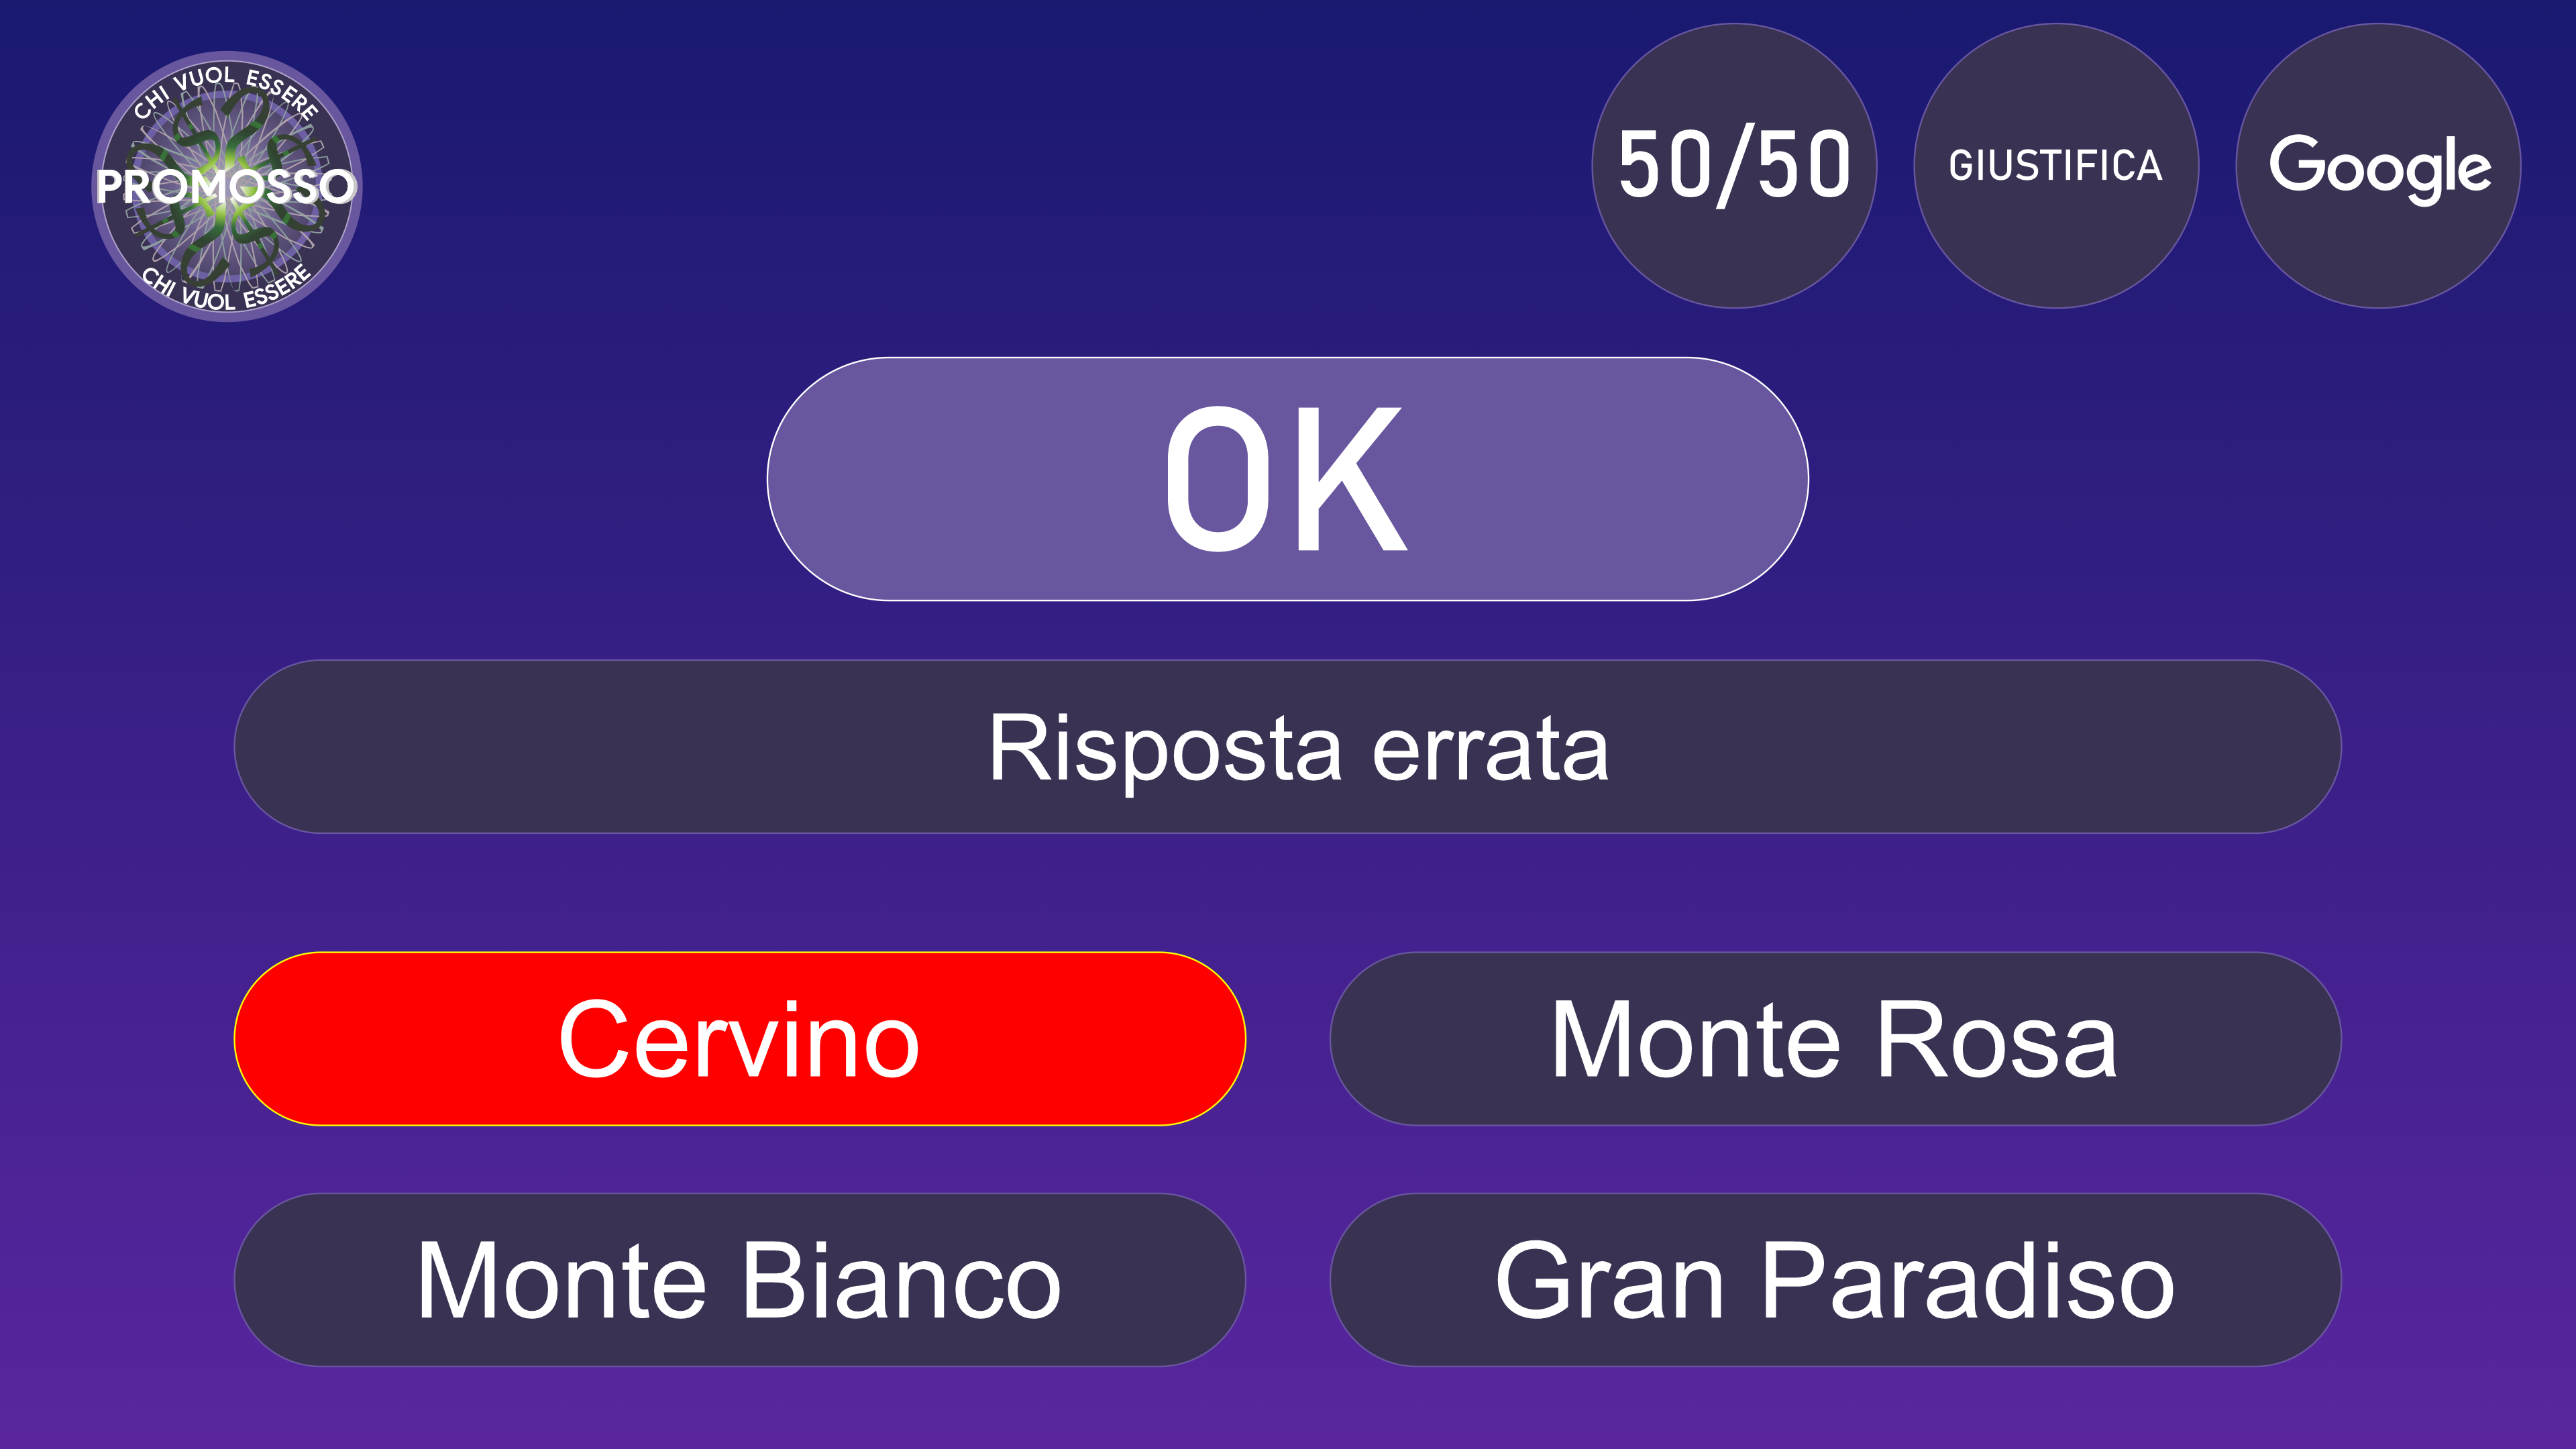 CHI VUOL ESSERE
PROMOSSO
CHI VUOL ESSERE
50/50
GIUSTIFICA
Google
OK
Risposta errata
Cervino
Monte Rosa
Monte Bianco
Gran Paradiso